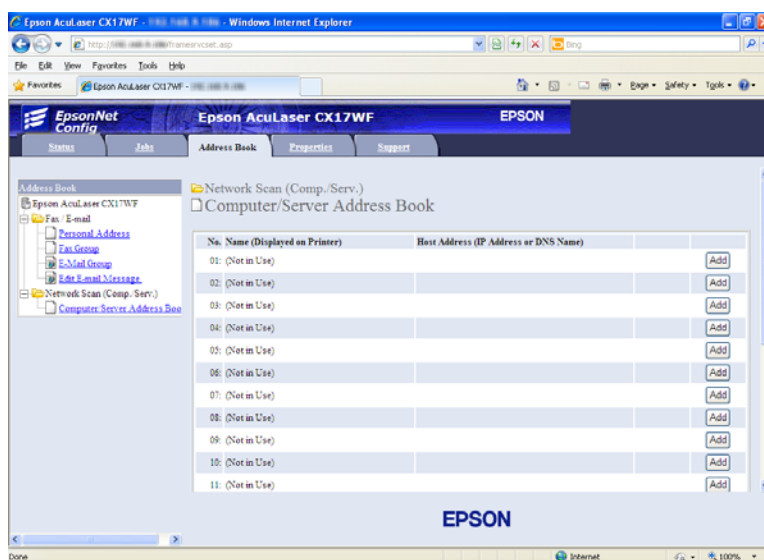 Epson AcuLaser CX17WF - - Windows Internet Explorer
http:// /framesrvcset.asp
Bing
File Edit View Favorites Tools Help
Favorites Epson AcuLaser CX17WF -
Page Safety Tools
EpsonNet
Config
Epson AcuLaser CX17WF
EPSON
Status Jobs Address Book Properties Support
Address Book
Epson AcuLaser CX17WF
Fax / E-mail
Personal Address
Fax Group
E-Mail Group
Edit E-mail Message
Network Scan (Comp. Serv.)
Computer Server Address Boo
Network Scan (Comp./Serv.)
Computer/Server Address Book
No. Name (Displayed on Printer) Host Address (IP Address or DNS Name)
01: (Not in Use) Add
02: (Not in Use) Add
03: (Not in Use) Add
04: (Not in Use) Add
05: (Not in Use) Add
06: (Not in Use) Add
07: (Not in Use) Add
08: (Not in Use) Add
09: (Not in Use) Add
10: (Not in Use) Add
11: (Not in Use) Add
EPSON
Done Internet 100%